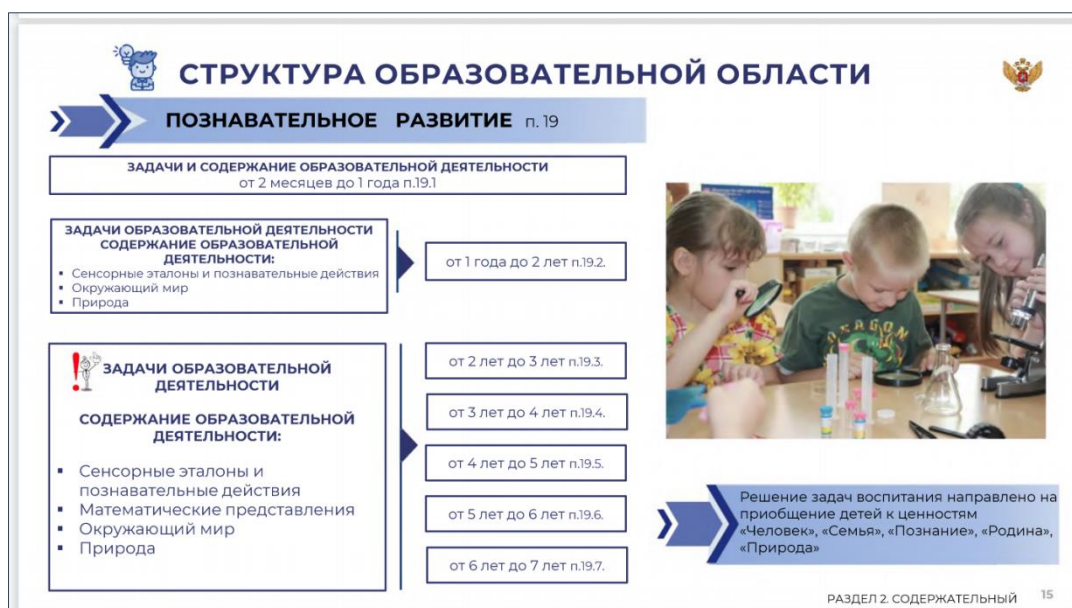 СТРУКТУРА ОБРАЗОВАТЕЛЬНОЙ ОБЛАСТИ
ПОЗНАВАТЕЛЬНОЕ РАЗВИТИЕ п. 19
ЗАДАЧИ И СОДЕРЖАНИЕ ОБРАЗОВАТЕЛЬНОЙ ДЕЯТЕЛЬНОСТИ
от 2 месяцев до 1 года п.19.1
ЗАДАЧИ ОБРАЗОВАТЕЛЬНОЙ ДЕЯТЕЛЬНОСТИ
СОДЕРЖАНИЕ ОБРАЗОВАТЕЛЬНОЙ
ДЕЯТЕЛЬНОСТИ:
▪ Сенсорные эталоны и познавательные действия
▪ Окружающий мир
▪ Природа
от 1 года до 2 лет п.19.2.
ЗАДАЧИ ОБРАЗОВАТЕЛЬНОЙ
ДЕЯТЕЛЬНОСТИ
СОДЕРЖАНИЕ ОБРАЗОВАТЕЛЬНОЙ
ДЕЯТЕЛЬНОСТИ:
▪ Сенсорные эталоны и
познавательные действия
▪ Математические представления
▪ Окружающий мир
▪ Природа
от 2 лет до 3 лет п.19.3.
от 3 лет до 4 лет п.19.4.
от 4 лет до 5 лет п.19.5.
от 5 лет до 6 лет п.19.6.
от 6 лет до 7 лет п.19.7.
DRAGON
Решение задач воспитания направлено на
приобщение детей к ценностям
«Человек», «Семья», «Познание», «Родина»,
«Природа»
РАЗДЕЛ 2. СОДЕРЖАТЕЛЬНЫЙ 15